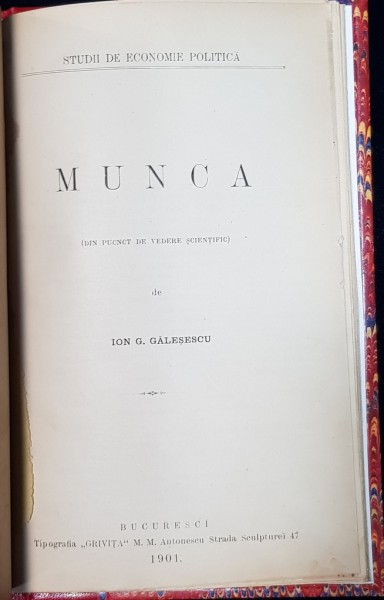 STUDII DE ECONOMIE POLITICĂ
MUNCA
(DIN PUCNCT DE VEDERE ȘCIENȚIFIC)
de
ION G. GĂLEȘESCU
BUCURESCI
Tipografia „GRIVIȚA“ M. M. Antonescu Strada Sculpturei 47
1901.